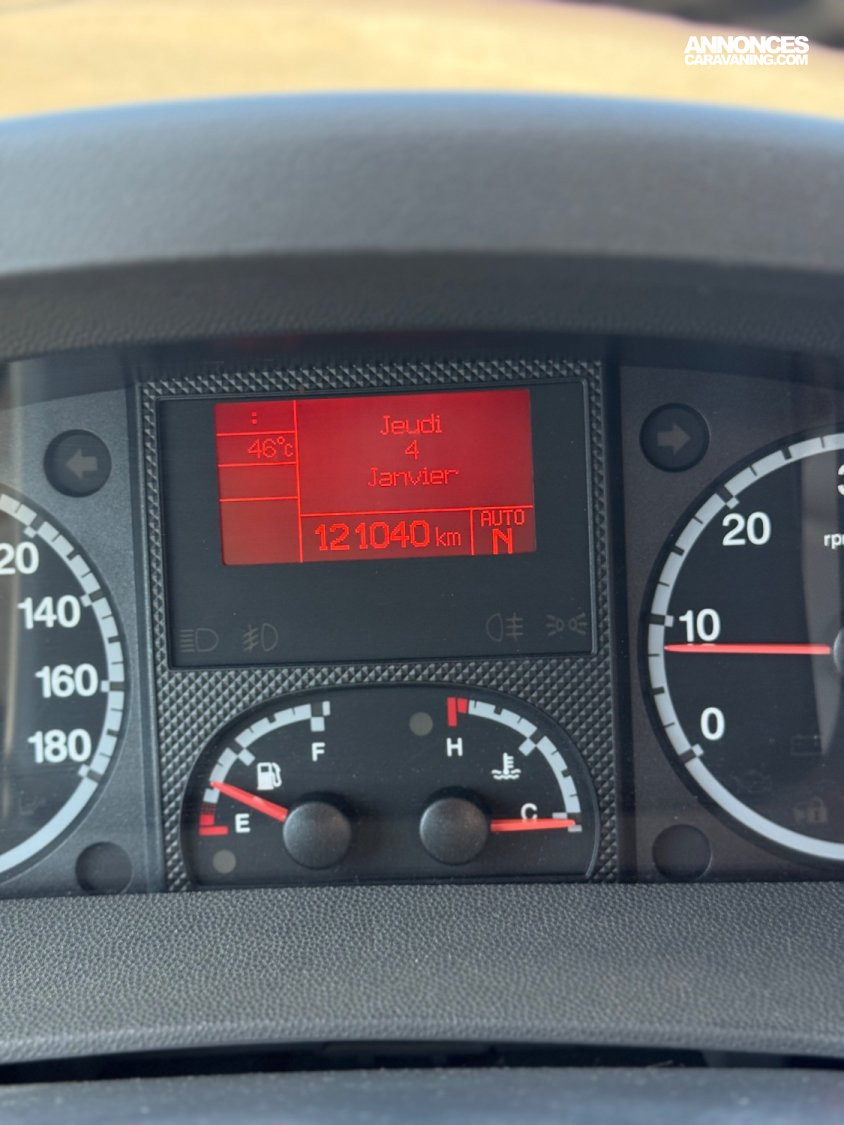 ANNONCES
CARAVANING.COM
:
46°c
Jeudi
4
Janvier
121040 km
AUTO
N
20
140
160
180
F
E
H
C
20
10
0